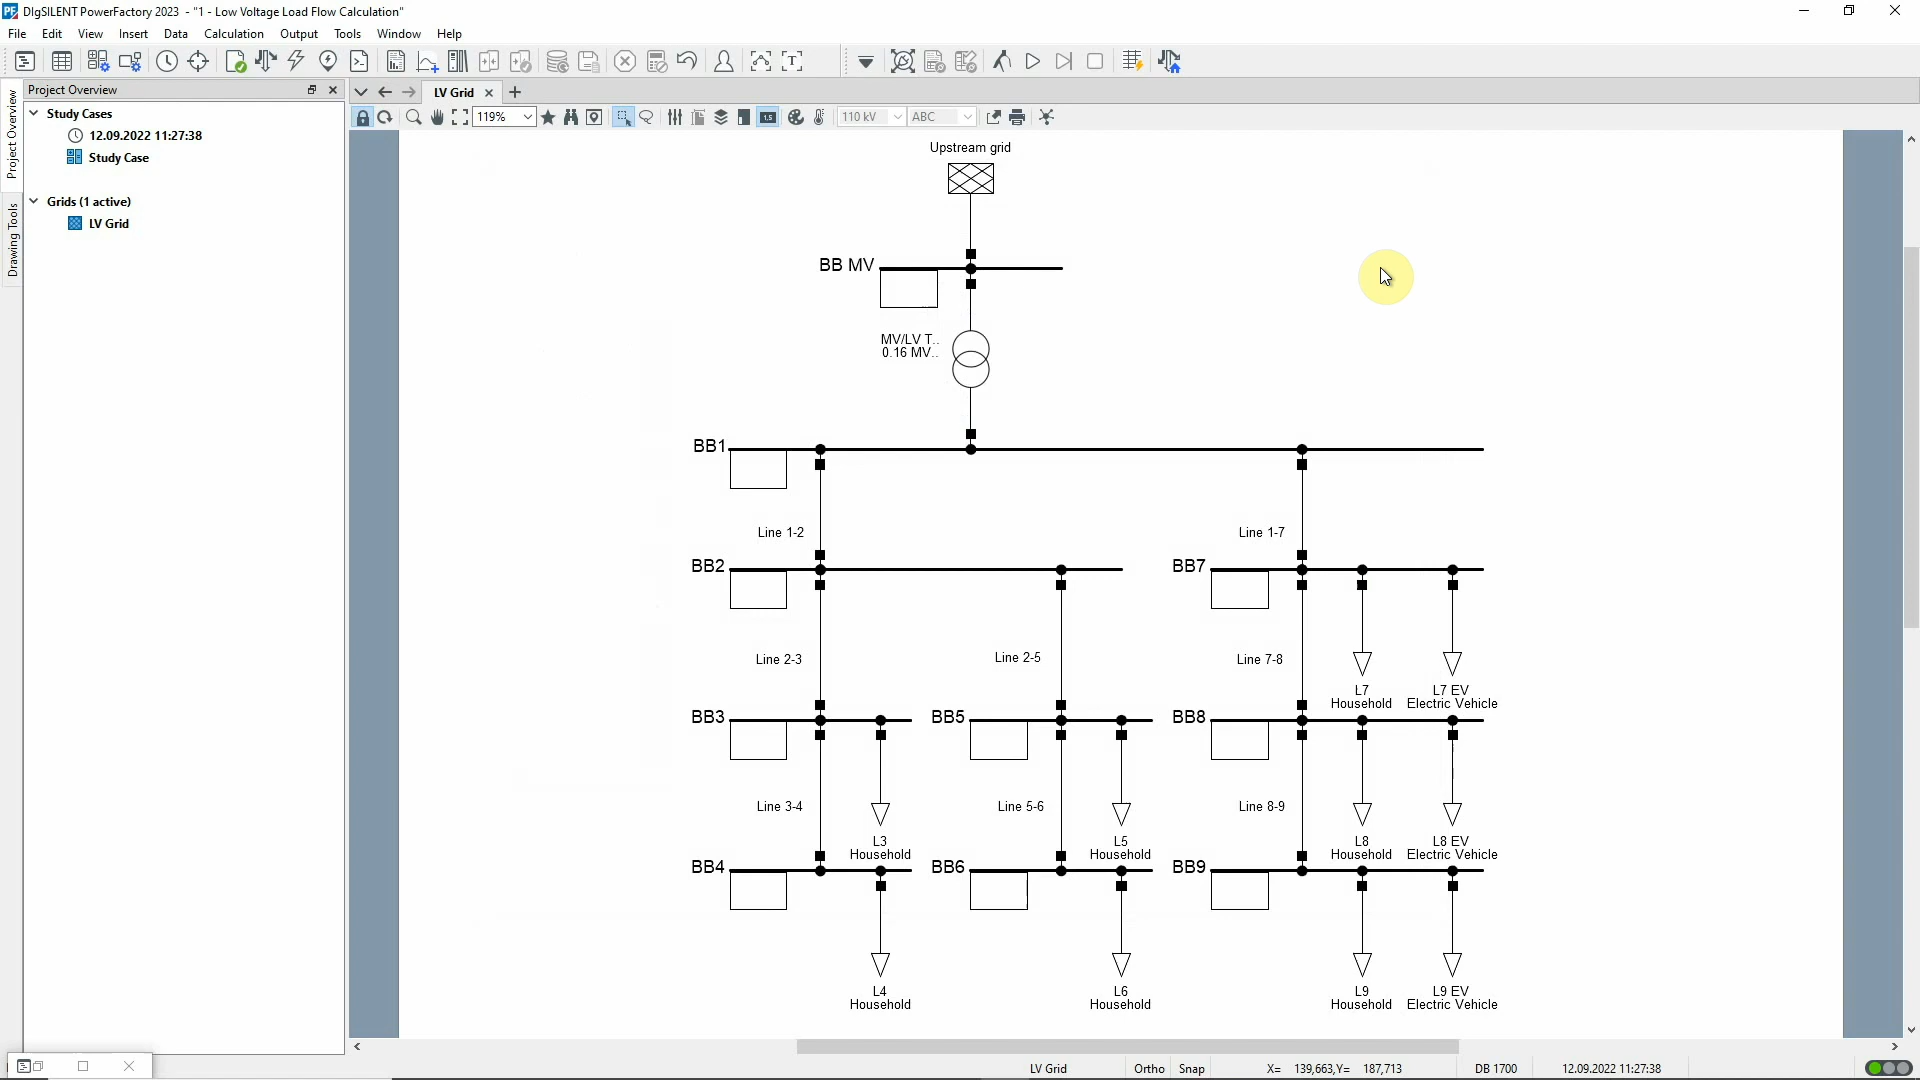 DIgSILENT PowerFactory 2023 - "1 - Low Voltage Load Flow Calculation"
File Edit View Insert Data Calculation Output Tools Window Help
Project Overview
LV Grid
Project Overview
Drawing Tools
Study Cases
12.09.2022 11:27:38
Study Case
Grids (1 active)
LV Grid
119%
1.5
110 kV
ABC
Upstream grid
BB MV
MV/LV T..
0.16 MV..
BB1
Line 1-2
Line 1-7
BB2
BB7
Line 2-3
Line 2-5
Line 7-8
L7
Household
L7 EV
Electric Vehicle
BB3
BB5
BB8
Line 3-4
Line 5-6
Line 8-9
L3
Household
L5
Household
L8
Household
L8 EV
Electric Vehicle
BB4
BB6
BB9
L4
Household
L6
Household
L9
Household
L9 EV
Electric Vehicle
LV Grid Ortho Snap X= 139,663,Y= 187,713 DB 1700 12.09.2022 11:27:38